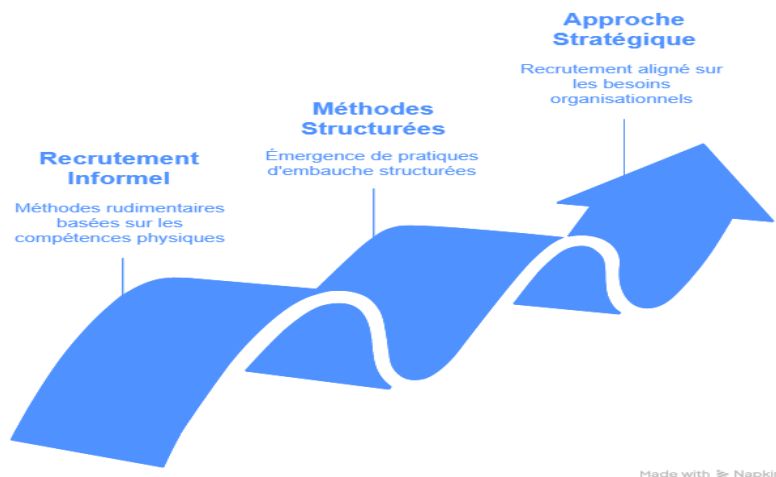 Recrutement
Informel
Méthodes rudimentaires
basées sur les
compétences physiques
Méthodes
Structurées
Émergence de pratiques
d'embauche structurées
Approche
Stratégique
Recrutement aligné sur
les besoins
organisationnels
Made with Napkin